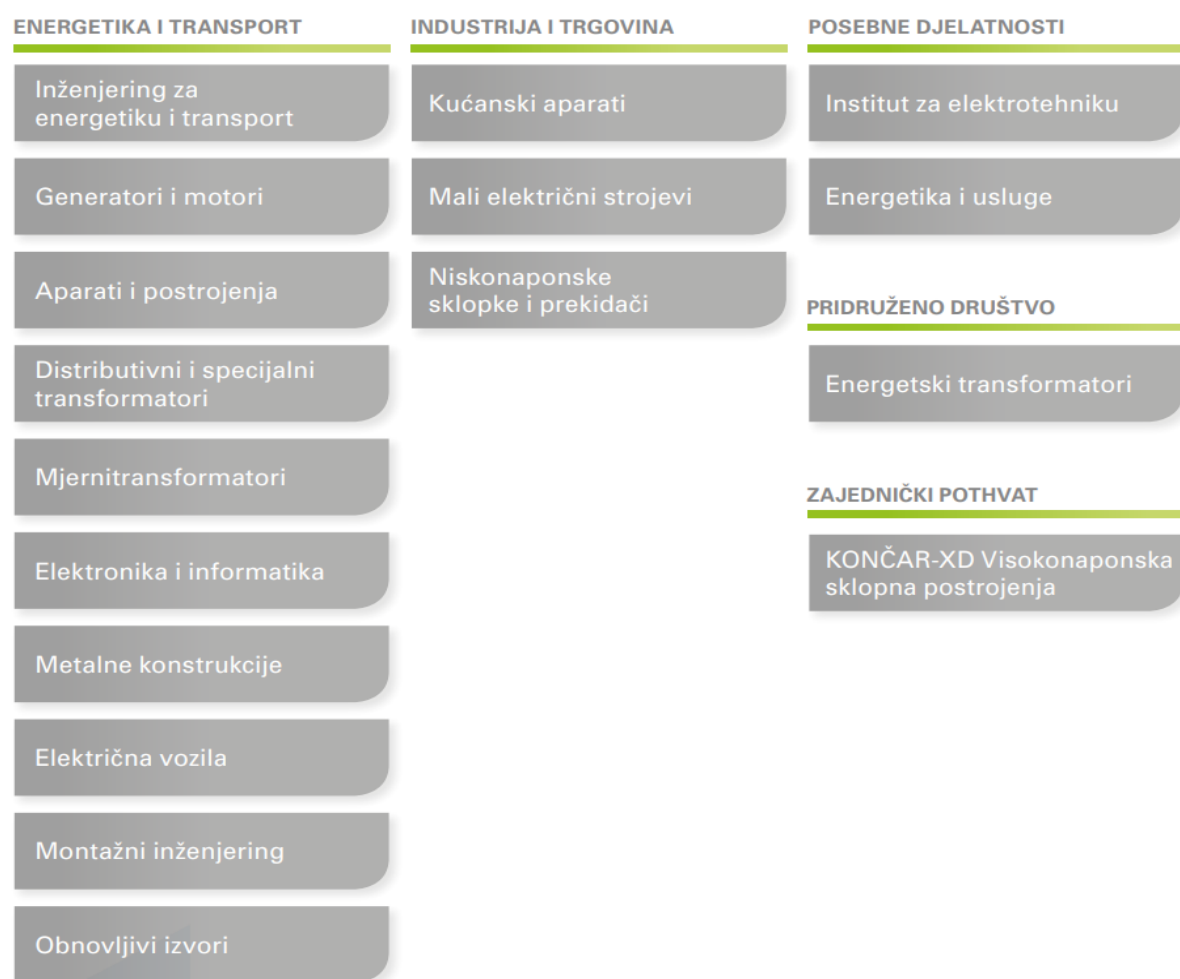 ENERGETIKA I TRANSPORT
Inženjering za
energetiku i transport
Generatori i motori
Aparati i postrojenja
Distributivni i specijalni
transformatori
Mjernitransformatori
Elektronika i informatika
Metalne konstrukcije
Električna vozila
Montažni inženjering
Obnovljivi izvori
INDUSTRIJA I TRGOVINA
Kućanski aparati
Mali električni strojevi
Niskonaponske
sklopke i prekidači
POSEBNE DJELATNOSTI
Institut za elektrotehniku
Energetika i usluge
PRIDRUŽENO DRUŠTVO
Energetski transformatori
ZAJEDNIČKI POTHVAT
KONČAR-XD Visokonaponska
sklopna postrojenja